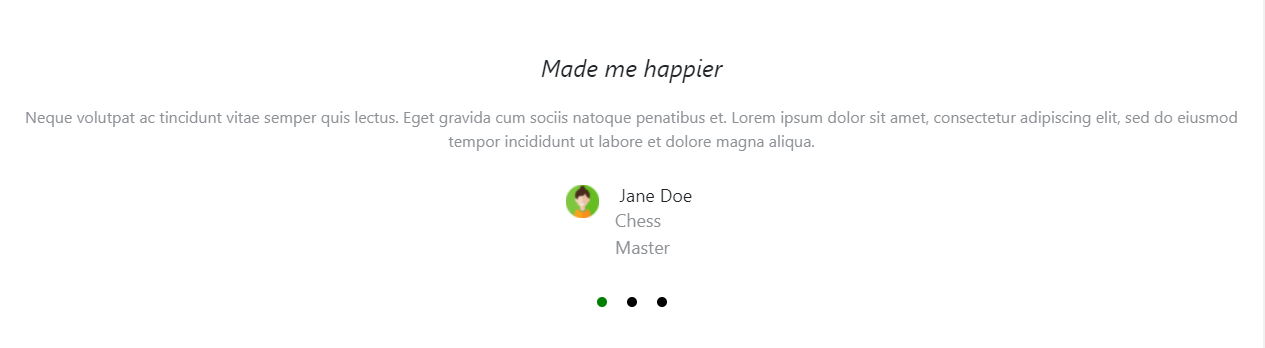 Made me happier
Neque volutpat ac tincidunt vitae semper quis lectus. Eget gravida cum sociis natoque penatibus et. Lorem ipsum dolor sit amet, consectetur adipiscing elit, sed do eiusmod
tempor incididunt ut labore et dolore magna aliqua.
Jane Doe
Chess
Master